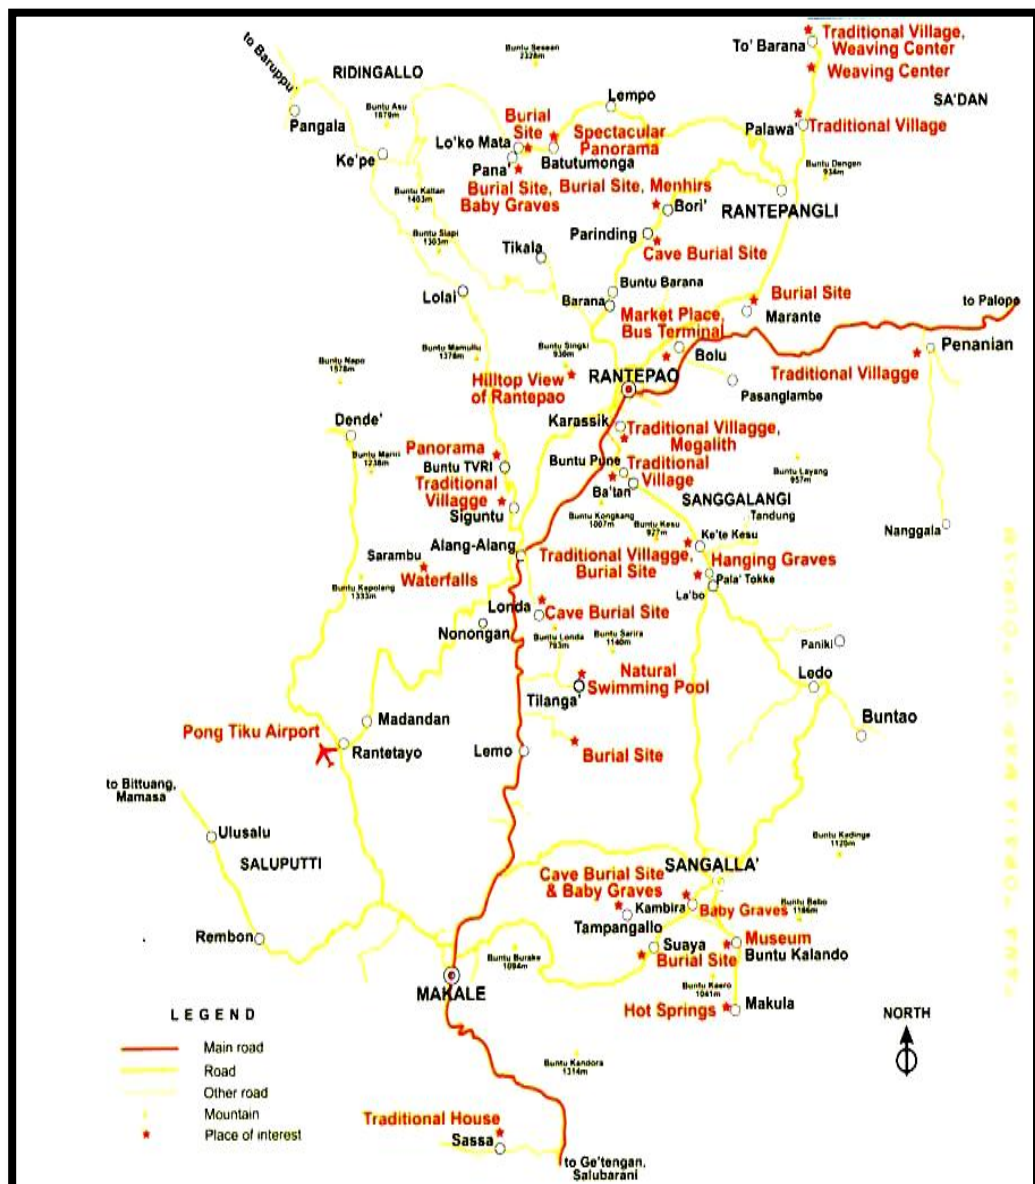 to Baruppu'
RIDINGALLO
Buntu Sesean
2328m
To' Barana
Traditional Village,
Weaving Center
Weaving Center
SA'DAN
Pangala
Buntu Asu
1879m
Lempo
Burial
Site
Lo'ko Mata
Spectacular
Panorama
Palawa'
Traditional Village
Ke'pe
Pana'
Batutumonga
Buntu Dengen
934m
Burial Site,
Baby Graves
Burial Site, Menhirs
Bori'
RANTEPANGLI
Buntu Kaltan
1403m
Buntu Siapi
1303m
Parinding
Tikala
Cave Burial Site
Lolai
Buntu Barana
Barana
Burial Site
Marante
to Palopo
Market Place,
Bus Terminal
Bolu
Penanian
Traditional Villagge
Buntu Mamullu
1378m
Buntu Singki
930m
Buntu Napo
1578m
Hilltop View
of Rantepao
RANTEPAO
Pasanglambe
Dende'
Karassik
Traditional Villagge,
Megalith
Panorama
Buntu TVRI
Buntu Pune
Traditional
Village
Ba'tan
1238m
Buntu Layang
957m
Traditional
Villagge
Siguntu
SANGGALANGI
Tandung
Buntu Kongkang
1007m
Buntu Kesu
927m
Nanggala
Alang-Alang
Ke'te Kesu
Sarambu
Waterfalls
Traditional Villagge,
Burial Site
Hanging Graves
Pala' Tokke
La'bo
Buntu Kepolang
1333m
Londa
Cave Burial Site
Nonongan
Buntu Londa
793m
Buntu Sarira
1140m
Paniki
Natural
Swimming Pool
Tilanga'
Ledo
Buntao
Madandan
Pong Tiku Airport
Rantetayo
Lemo
Burial Site
to Bittuang,
Mamasa
Ulusalu
SALUPUTTI
Buntu Kadinge
1120m
SANGALLA'
Cave Burial Site
& Baby Graves
Kambira
Baby Graves
Buntu Bebo
1186m
Tampangallo
Rembon
Suaya
Museum
Buntu Kalando
Buntu Burake
1094m
Burial Site
Buntu Kaero
1041m
MAKALE
Hot Springs
Makula
NORTH
LEGEND
Main road
Road
Other road
Mountain
Place of interest
Buntu Kandora
1314m
Traditional House
Sassa
to Ge'tengan,
Salubarani
TANA TORAJA MAP OF TOURISM